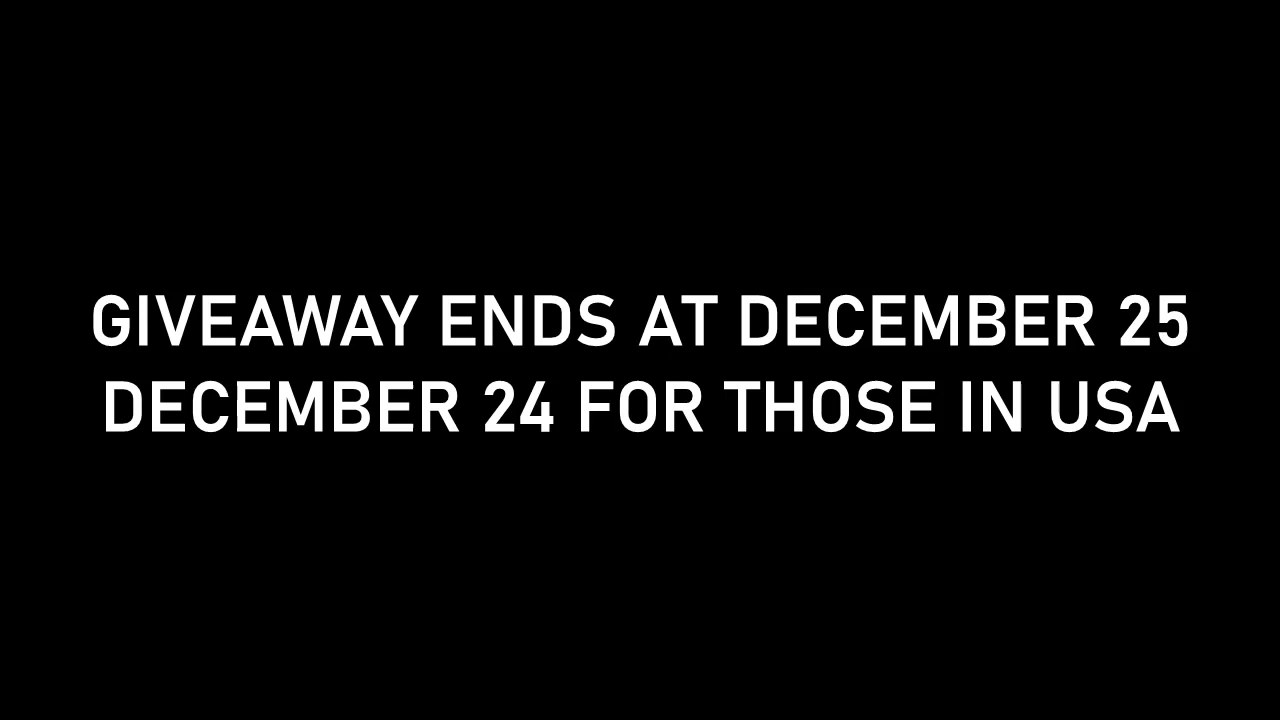 GIVEAWAY ENDS AT DECEMBER 25
DECEMBER 24 FOR THOSE IN USA